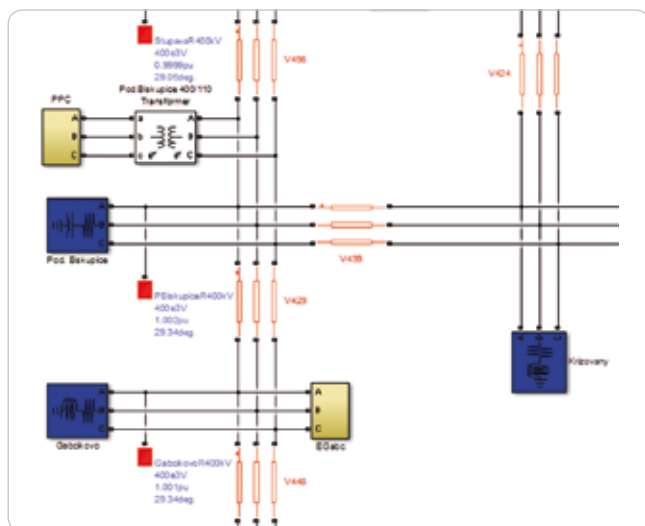 StupavaR400kV
400e3V
0.9998pu
29.05deg.
V496
V424
Pod.Biskupice 400/110
Transformer
PPC
A
B
C
a
b
c
A
B
C
A
B
C
Pod. Biskupice
V439
PBiskupiceR400kV
400e3V
1.002pu
29.34deg.
V429
A
B
C
Gabcikovo
A
B
C
EGabc
A
B
C
Krizovany
GabcikovoR400kV
400e3V
1.001pu
29.34deg.
V448